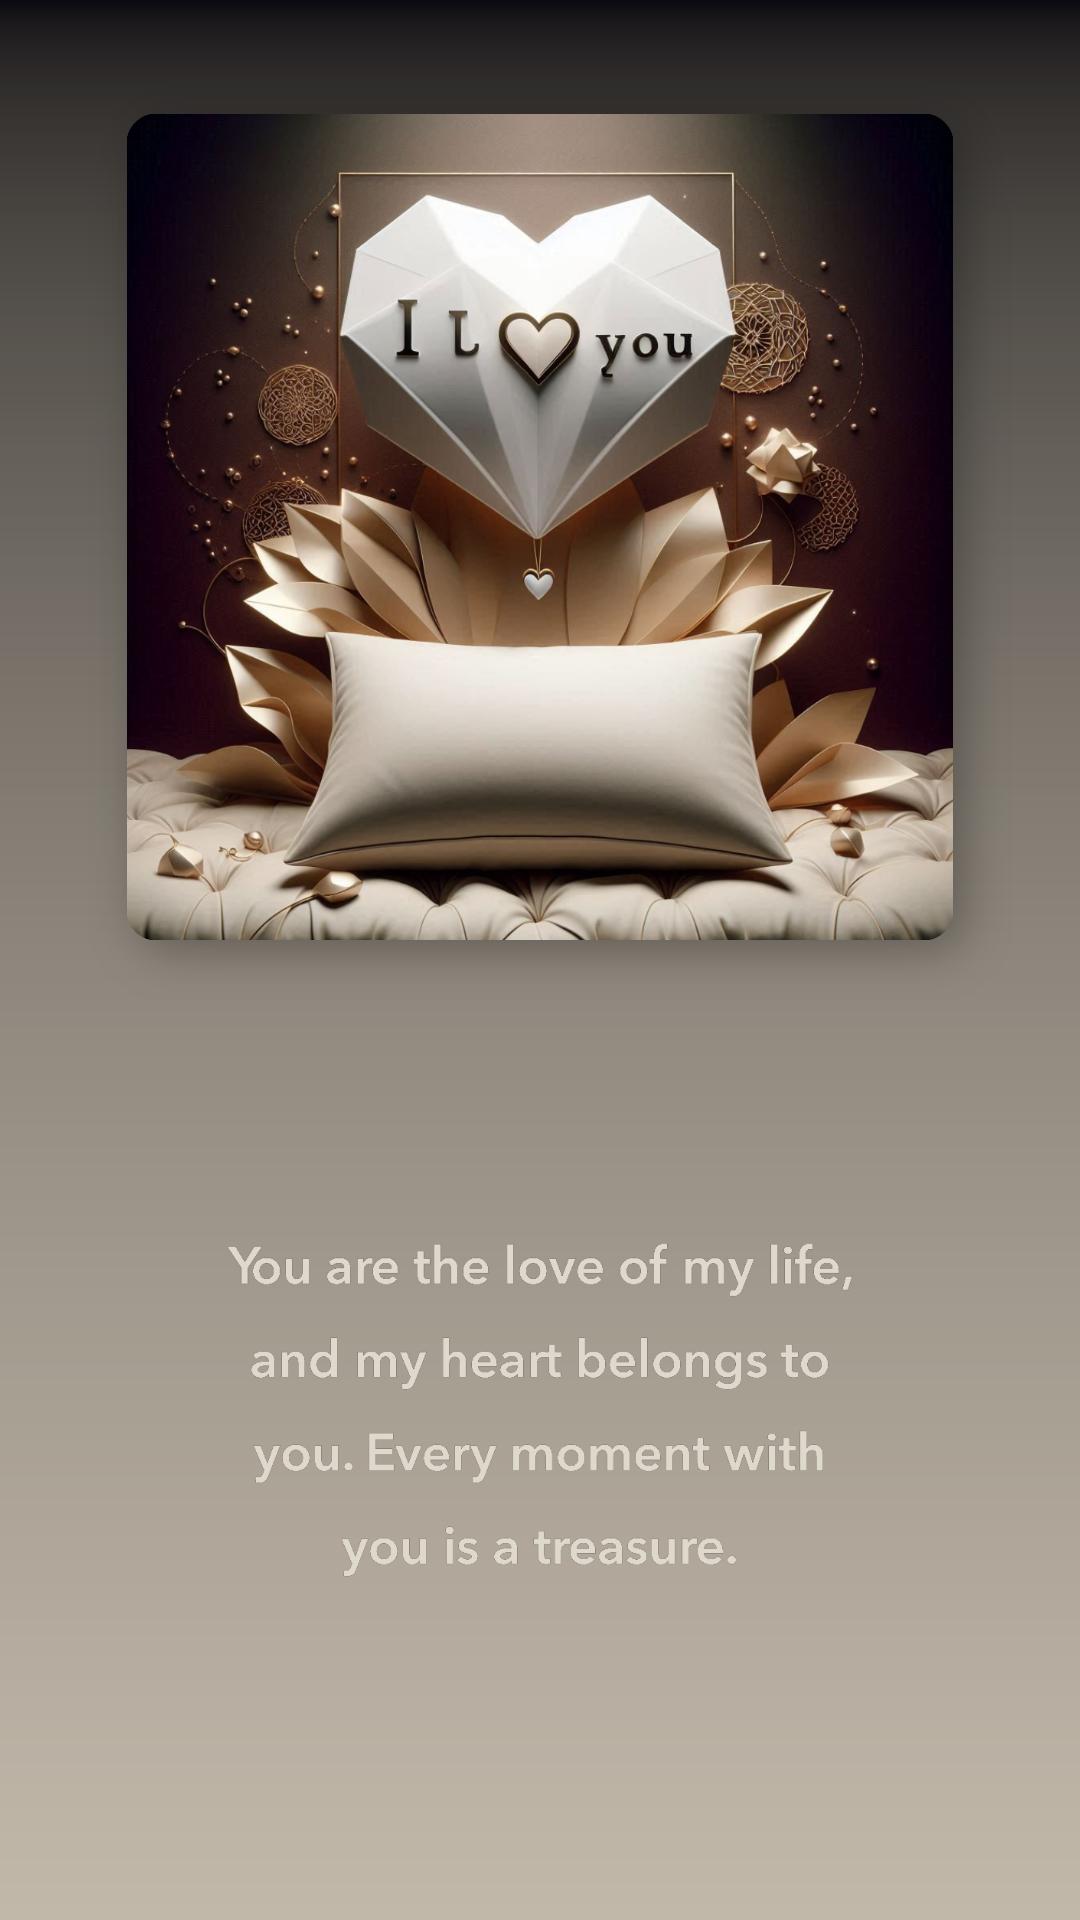 I L you
You are the love of my life,
and my heart belongs to
you. Every moment with
you is a treasure.